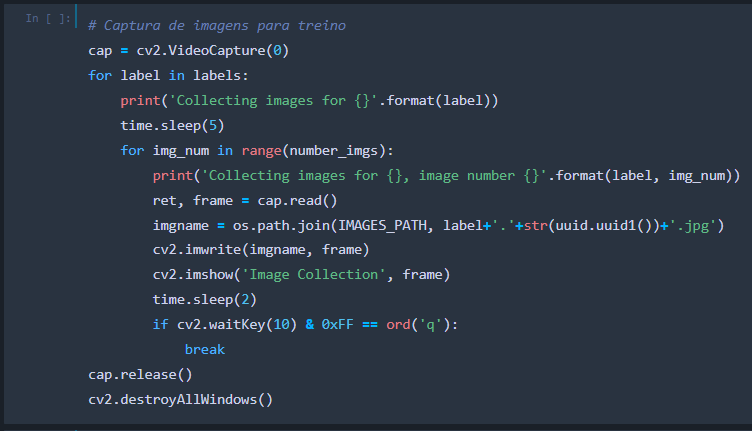 In [ ]:
# Captura de imagens para treino
cap = cv2.VideoCapture(0)
for label in labels:
    print('Collecting images for {}'.format(label))
    time.sleep(5)
    for img_num in range(number_imgs):
        print('Collecting images for {}, image number {}'.format(label, img_num))
        ret, frame = cap.read()
        imgname = os.path.join(IMAGES_PATH, label+'.'+str(uuid.uuid1())+'.jpg')
        cv2.imwrite(imgname, frame)
        cv2.imshow('Image Collection', frame)
        time.sleep(2)
        if cv2.waitKey(10) & 0xFF == ord('q'):
            break
cap.release()
cv2.destroyAllWindows()